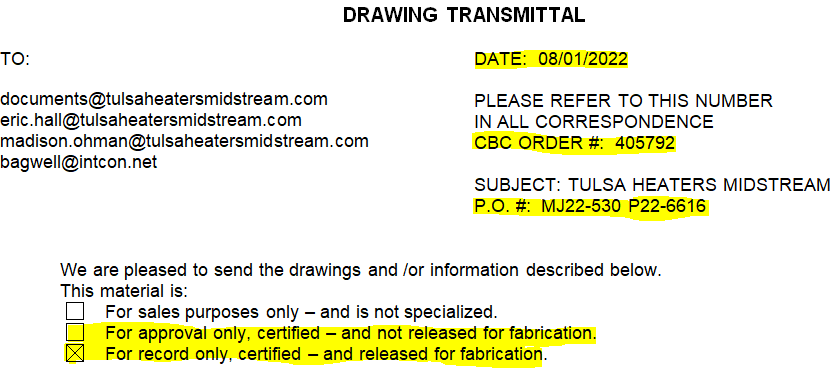 DRAWING TRANSMITTAL
TO:
DATE: 08/01/2022
documents@tulsaheatersmidstream.com
eric.hall@tulsaheatersmidstream.com
madison.ohman@tulsaheatersmidstream.com
bagwell@intcon.net
PLEASE REFER TO THIS NUMBER
IN ALL CORRESPONDENCE
CBC ORDER #: 405792
SUBJECT: TULSA HEATERS MIDSTREAM
P.O. #: MJ22-530 P22-6616
We are pleased to send the drawings and /or information described below.
This material is:
For sales purposes only – and is not specialized.
For approval only, certified – and not released for fabrication.
For record only, certified – and released for fabrication.